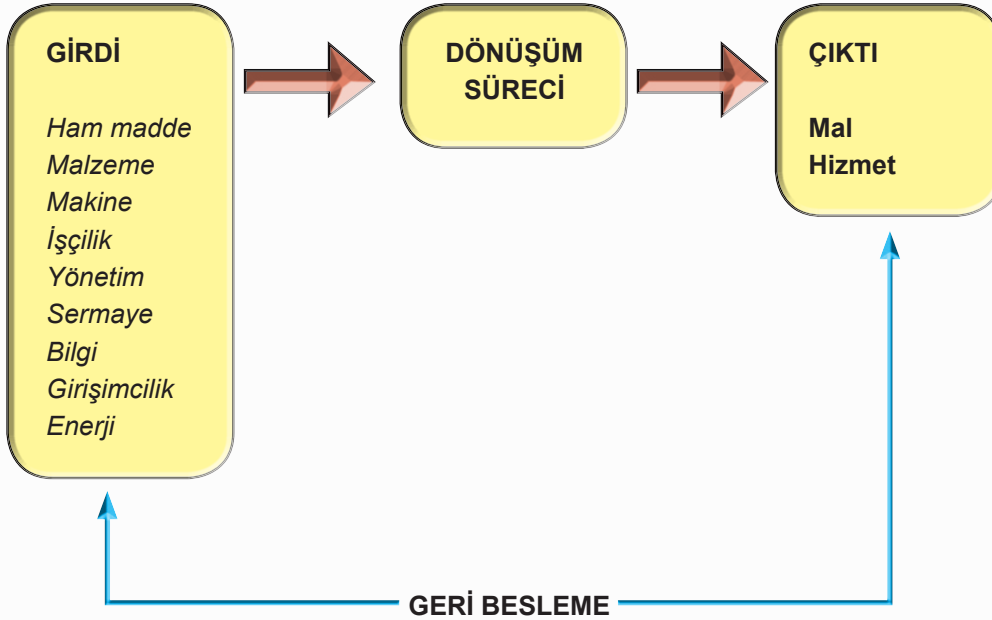 GİRDİ
Ham madde
Malzeme
Makine
İşçilik
Yönetim
Sermaye
Bilgi
Girişimcilik
Enerji
DÖNÜŞÜM
SÜRECİ
ÇIKTI
Mal
Hizmet
GERİ BESLEME